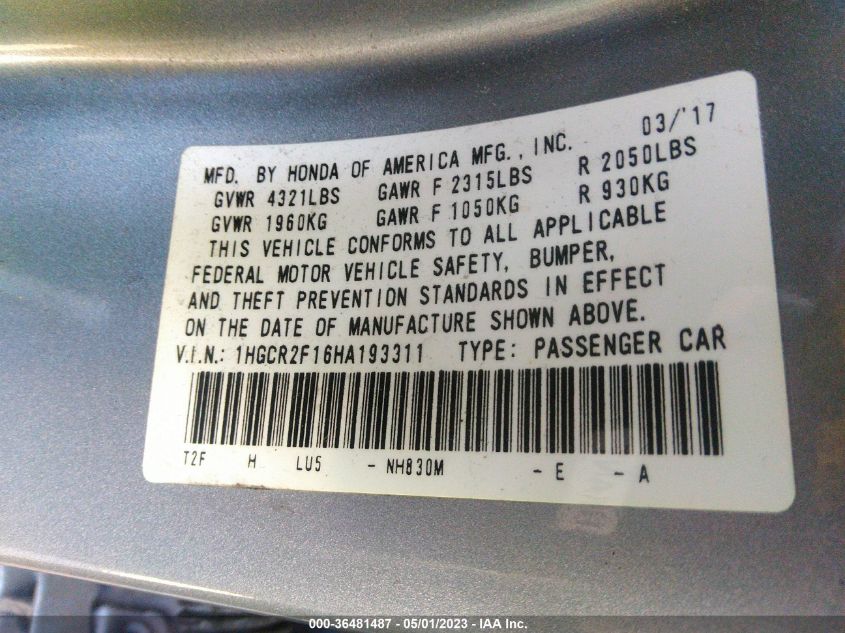 03/'17
MFD. BY HONDA OF AMERICA MFG., INC.
GVWR 4321LBS GAWR F 2315LBS R 2050LBS
GVWR 1960KG GAWR F 1050KG R 930KG
THIS VEHICLE CONFORMS TO ALL APPLICABLE
FEDERAL MOTOR VEHICLE SAFETY, BUMPER,
AND THEFT PREVENTION STANDARDS IN EFFECT
ON THE DATE OF MANUFACTURE SHOWN ABOVE.
V.I.N.: 1HGCR2F16HA193311 TYPE: PASSENGER CAR
T2F H LU5 - NH830M - E - A
000-36481487 - 05/01/2023 - IAA Inc.